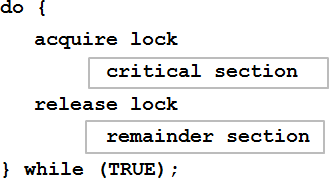 do {
acquire lock
critical section
release lock
remainder section
} while (TRUE);